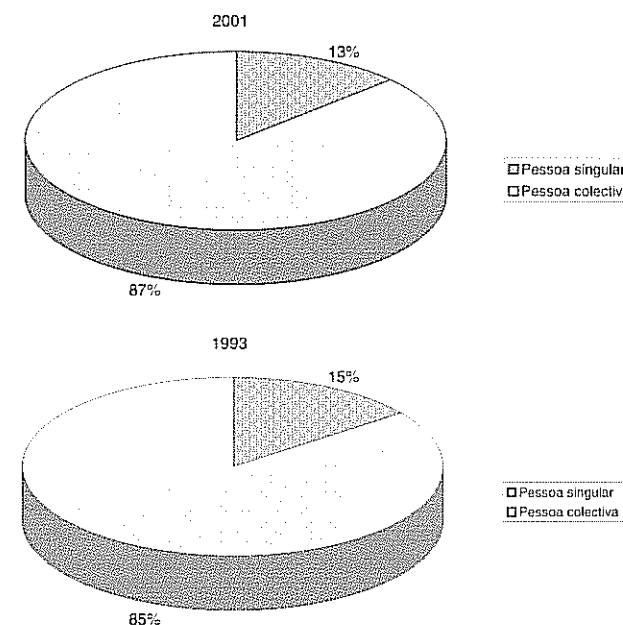 2001
13%
Pessoa singular
Pessoa colectiv
87%
1993
15%
Pessoa singular
Pessoa colectiva
85%